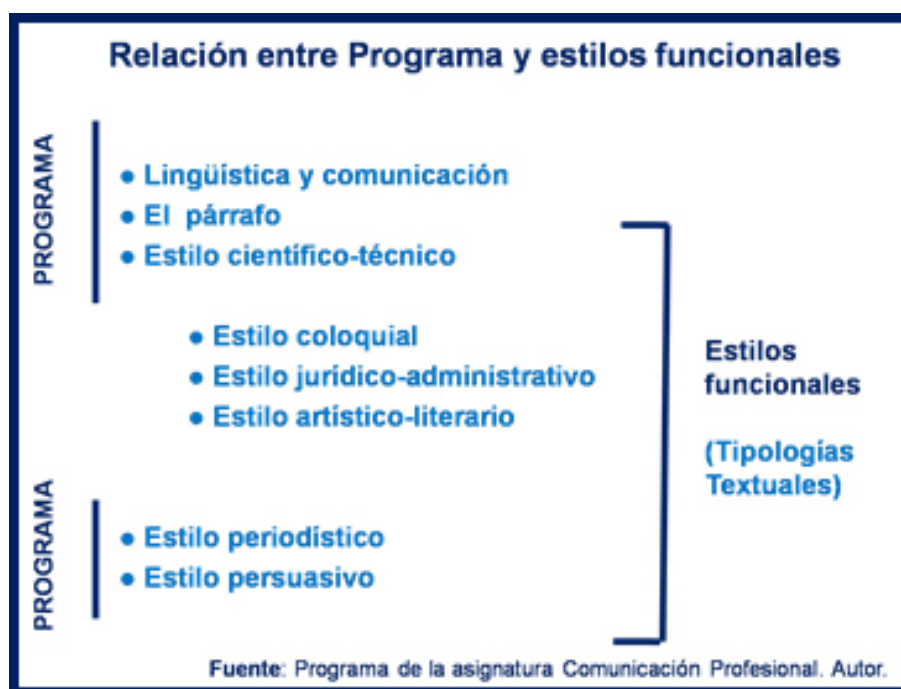 Relación entre Programa y estilos funcionales
PROGRAMA
● Lingüística y comunicación
● El párrafo
● Estilo científico-técnico
● Estilo coloquial
● Estilo jurídico-administrativo
● Estilo artístico-literario
Estilos
funcionales
(Tipologías
Textuales)
PROGRAMA
● Estilo periodístico
● Estilo persuasivo
Fuente: Programa de la asignatura Comunicación Profesional. Autor.